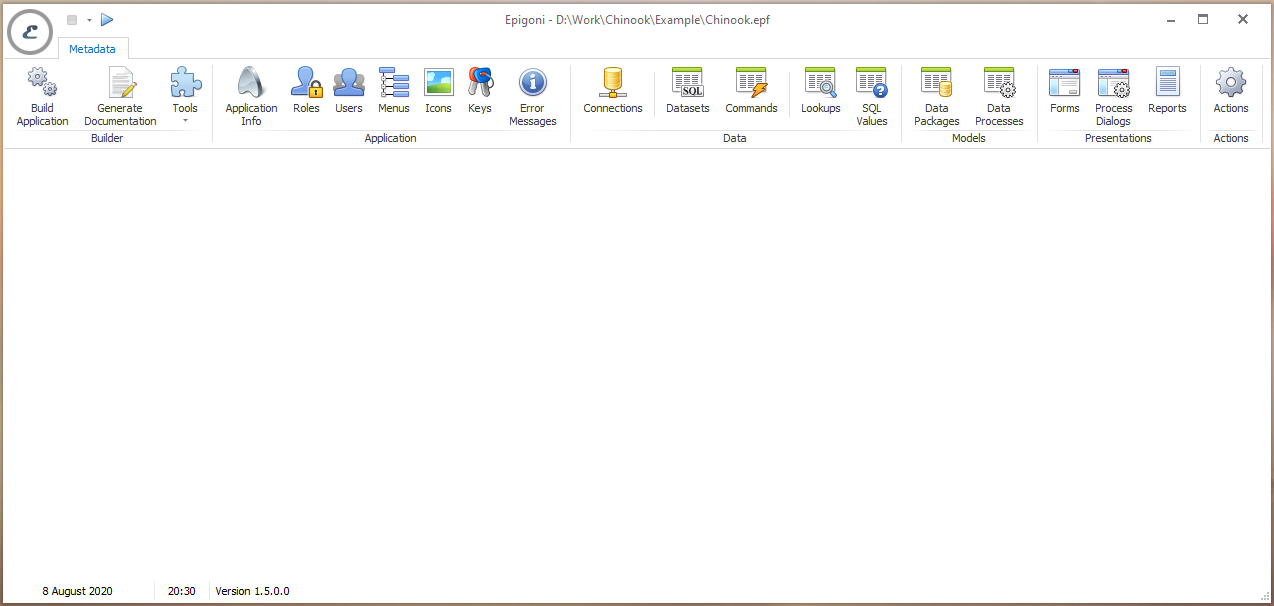 Epigoni - D:\Work\Chinook\Example\Chinook.epf
Metadata
Build
Application
Generate
Documentation
Tools
Builder
Application
Info
Roles
Users
Menus
Icons
Keys
Error
Messages
Application
Connections
SQL
Datasets
Commands
Lookups
SQL
Values
Data
Data
Packages
Data
Processes
Models
Forms
Process
Dialogs
Reports
Presentations
Actions
Actions
8 August 2020
20:30
Version 1.5.0.0